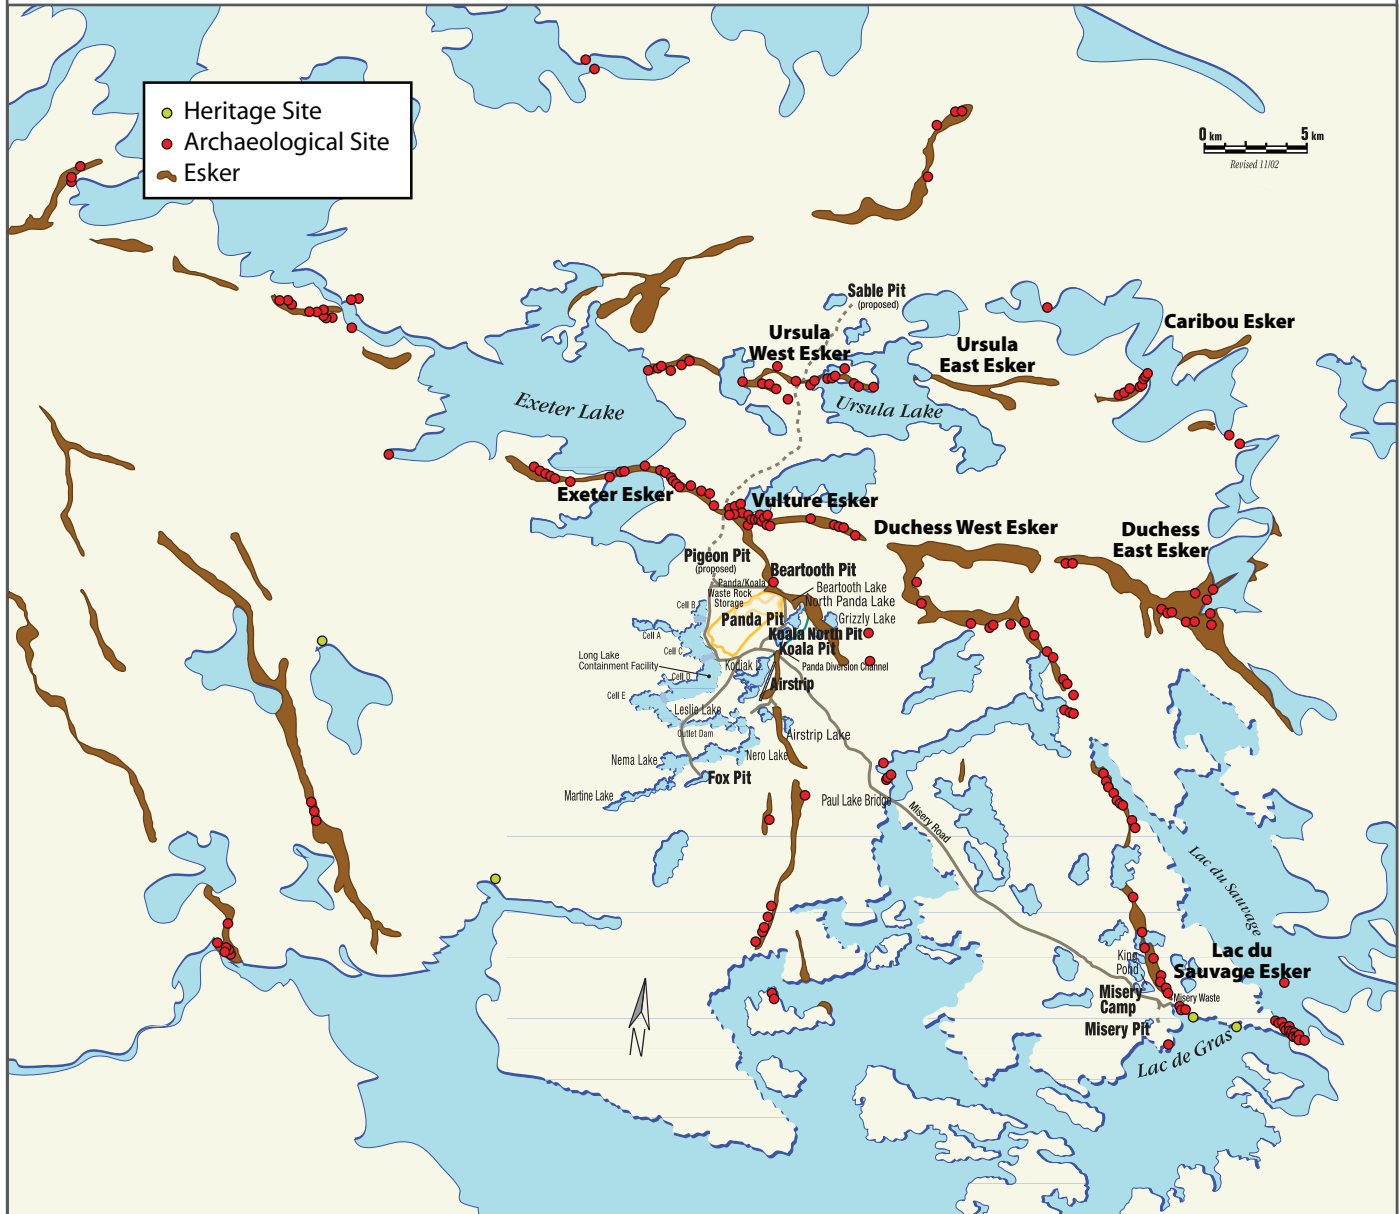 Heritage Site
Archaeological Site
Esker
0 km
5 km
Revised 11/02
Sable Pit
(proposed)
Caribou Esker
Ursula
West Esker
Ursula
East Esker
Exeter Lake
Ursula Lake
Exeter Esker
Vulture Esker
Duchess West Esker
Duchess
East Esker
Pigeon Pit
(proposed)
Beartooth Pit
Panda/Koala
Waste Rock
Storage
Beartooth Lake
North Panda Lake
Cell B
Panda Pit
Grizzly Lake
Cell A
Koala North Pit
Koala Pit
Cell C
Long Lake
Containment Facility
Kodiak L.
Panda Diversion Channel
Cell D
Airstrip
Cell E
Leslie Lake
Outlet Dam
Airstrip Lake
Nema Lake
Nero Lake
Fox Pit
Martine Lake
Paul Lake Bridge
Misery Road
Lac du Sauvage
King
Pond
Lac du
Sauvage Esker
Misery
Camp
Misery Waste
Misery Pit
Lac de Gras
N